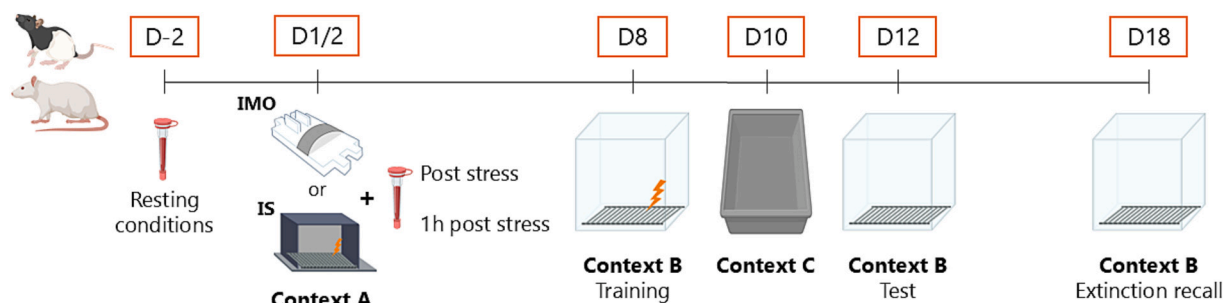 D-2
D1/2
D8
D10
D12
D18
IMO
or
IS
+
Post stress
1h post stress
Resting
conditions
Context A
Context B
Training
Context C
Context B
Test
Context B
Extinction recall